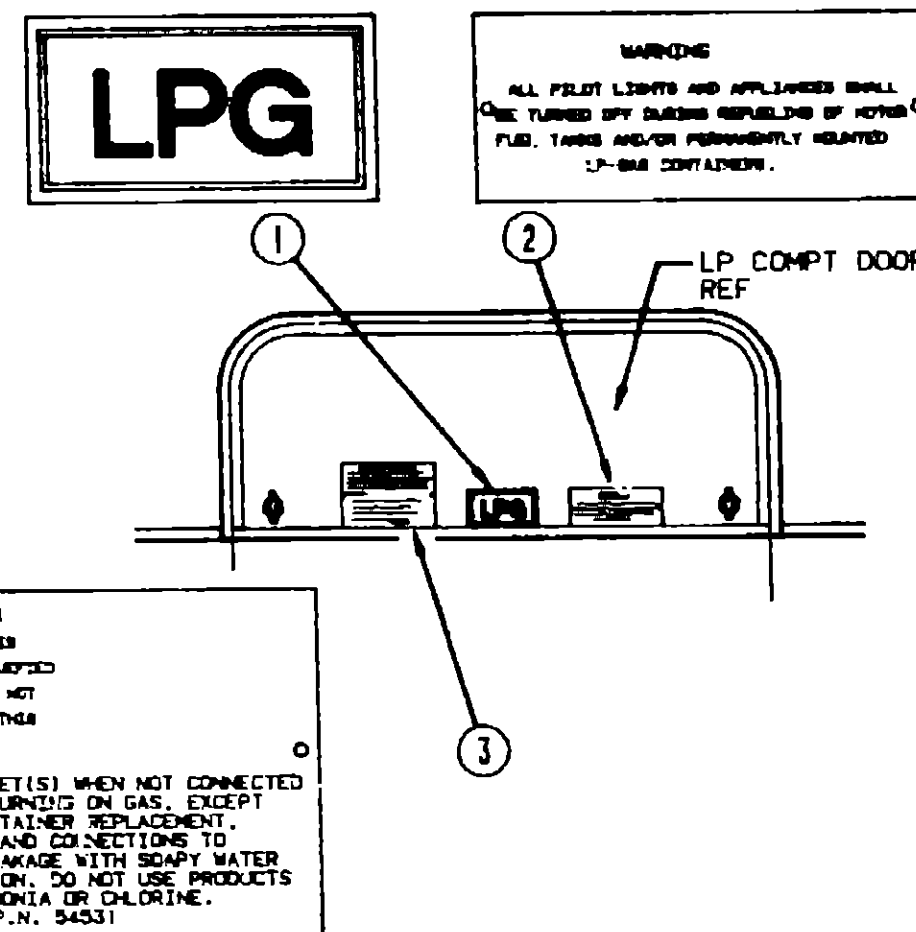 LPG
WARNING
ALL PILOT LIGHTS AND APPLIANCES SHALL
BE TURNED OFF DURING REFUELING OF MOTOR
FUEL, TANKS AND/OR PERMANENTLY MOUNTED
LP-GAS CONTAINERS.
1
2
LP COMPT DOOR
REF
LPG
3
NOT
THIS
ET(S) WHEN NOT CONNECTED
URNING ON GAS. EXCEPT
TAINER REPLACEMENT.
AND CONNECTIONS TO
AKAGE WITH SOAPY WATER
ON. DO NOT USE PRODUCTS
ONIA OR CHLORINE.
P.N. 54531